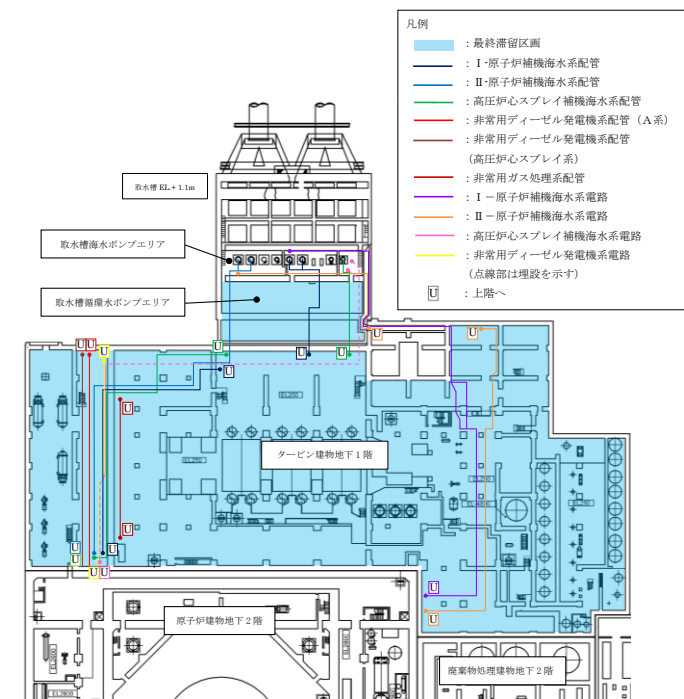 凡例
：最終滞留区画
：Ⅰ-原子炉補機海水系配管
：Ⅱ-原子炉補機海水系配管
：高圧炉心スプレイ補機海水系配管
：非常用ディーゼル発電機系配管（A系）
：非常用ディーゼル発電機系配管
（高圧炉心スプレイ系）
：非常用ガス処理系配管
：Ⅰ－原子炉補機海水系電路
：Ⅱ－原子炉補機海水系電路
：高圧炉心スプレイ補機海水系電路
：非常用ディーゼル発電機系電路
（点線部は埋設を示す）
U ：上階へ
取水槽 EL.+ 1.1m
取水槽海水ポンプエリア
取水槽循環水ポンプエリア
U
U
U
U
U
U
U
U
U
U
U
タービン建物地下１階
U
U
U
U
U
U
U
U
U
原子炉建物地下２階
廃棄物処理建物地下２階